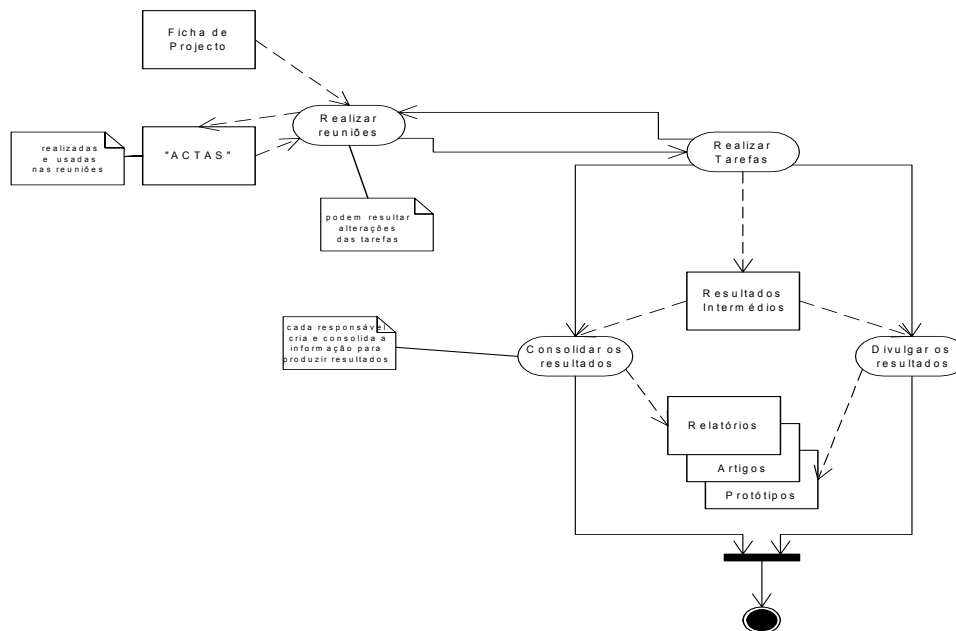 Ficha de
Projecto
Realizar
reuniões
realizadas
e usadas
nas reuniões
"ACTAS"
Realizar
Tarefas
podem resultar
alterações
das tarefas
Resultados
Intermédios
cada responsável
cria e consolida a
informação para
produzir resultados
Consolidar os
resultados
Divulgar os
resultados
Relatórios
Artigos
Protótipos